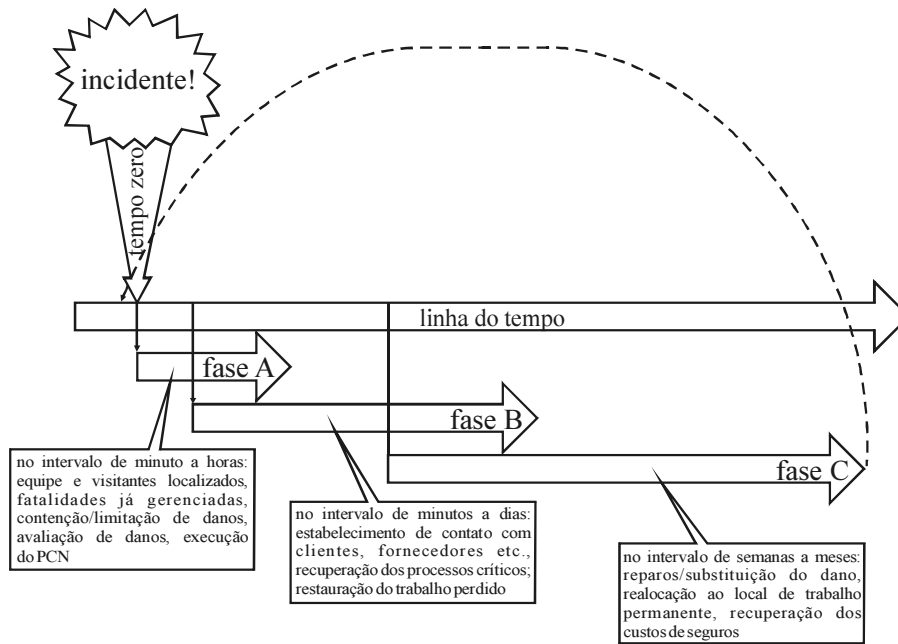 incidente!
tempo zero
linha do tempo
fase A
fase B
fase C
no intervalo de minuto a horas:
equipe e visitantes localizados,
fatalidades já gerenciadas,
contenção/limitação de danos,
avaliação de danos, execução
do PCN
no intervalo de minutos a dias:
estabelecimento de contato com
clientes, fornecedores etc.,
recuperação dos processos críticos;
restauração do trabalho perdido
no intervalo de semanas a meses:
reparos/substituição do dano,
realocação ao local de trabalho
permanente, recuperação dos
custos de seguros